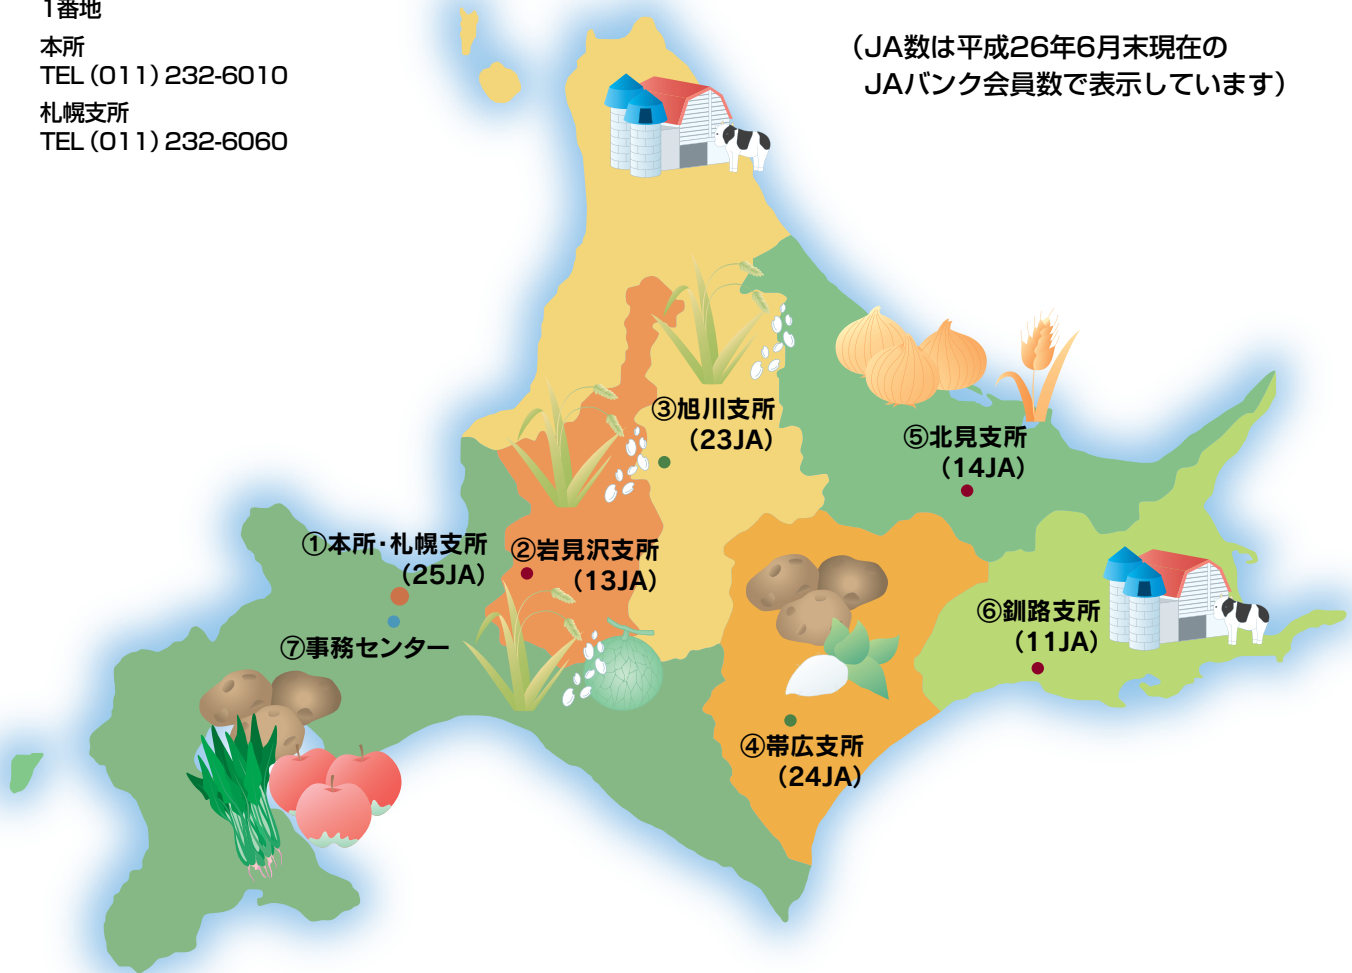 1番地
本所
TEL（011）232-6010
札幌支所
TEL（011）232-6060
（JA数は平成26年6月末現在の
JAバンク会員数で表示しています）
③旭川支所
（23JA）
⑤北見支所
（14JA）
①本所・札幌支所
（25JA）
②岩見沢支所
（13JA）
⑦事務センター
⑥釧路支所
（11JA）
④帯広支所
（24JA）